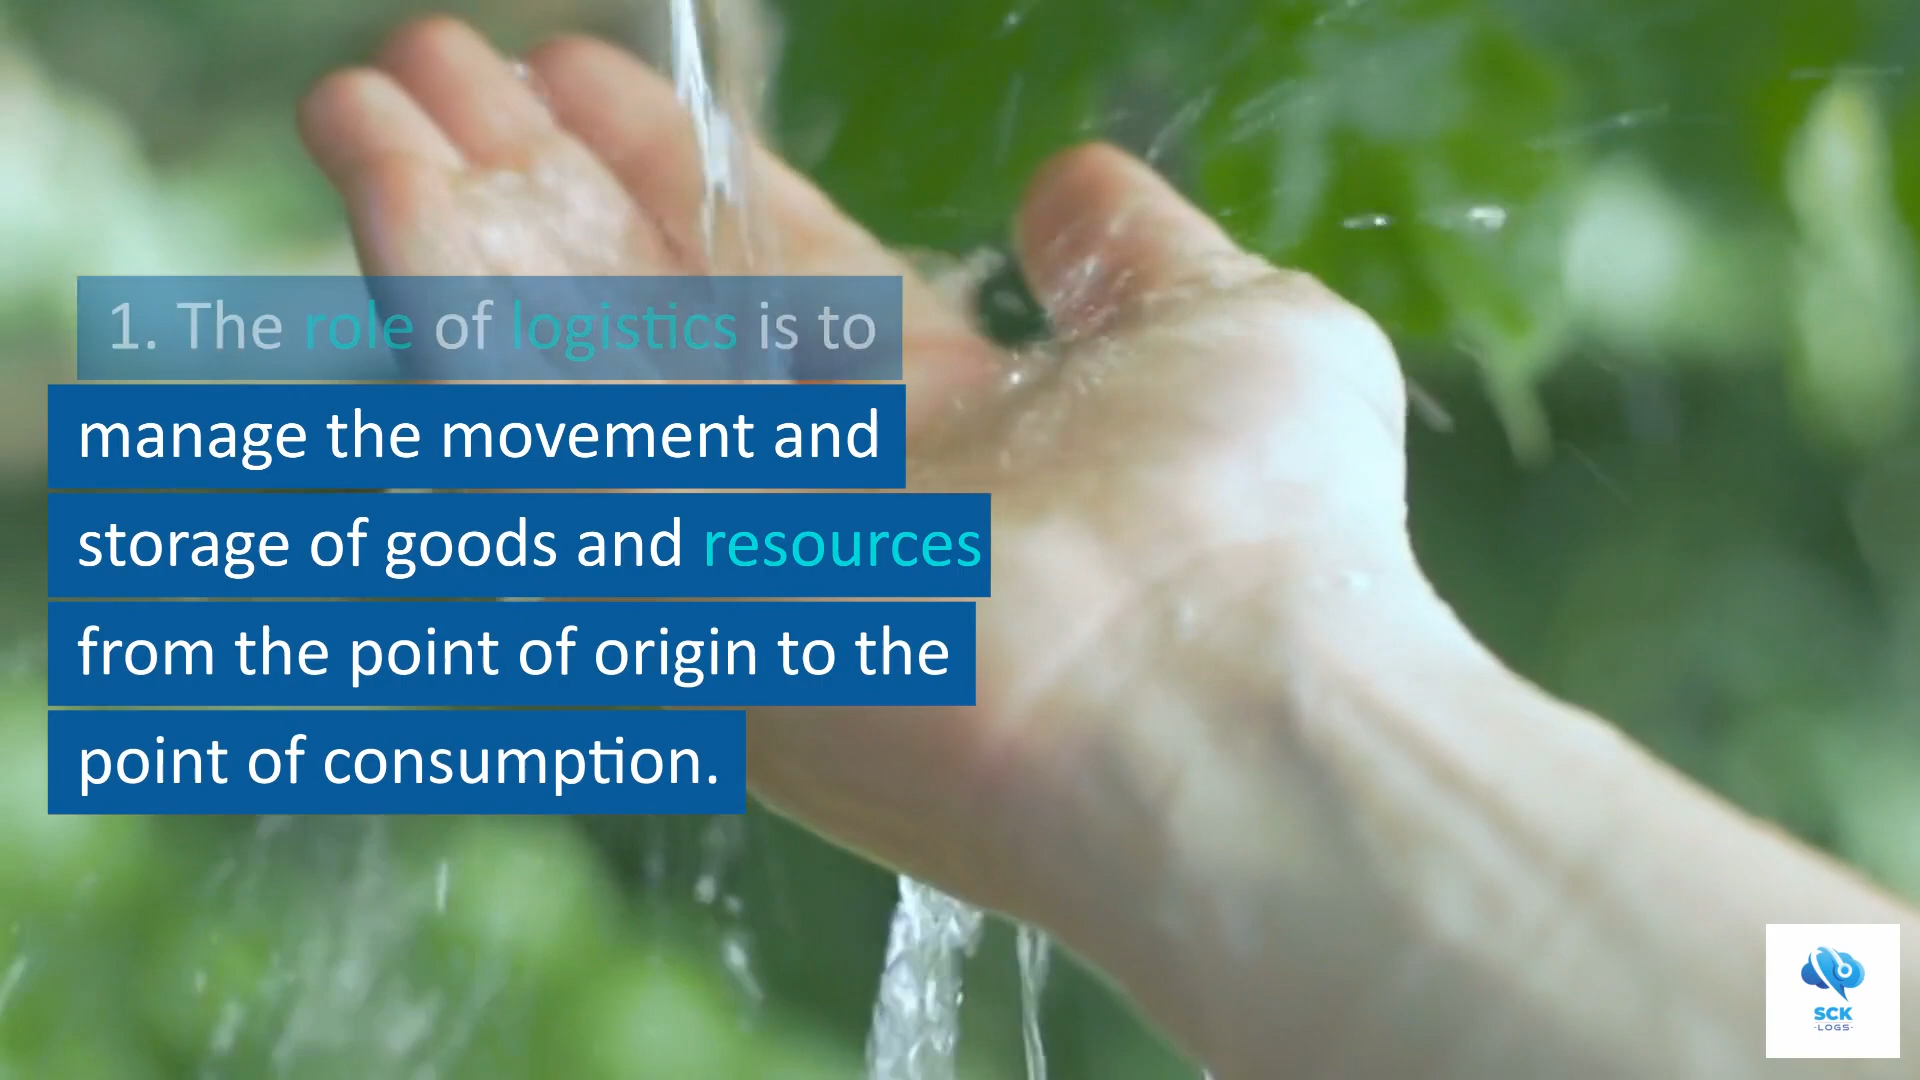 1. The role of logistics is to
manage the movement and
storage of goods and resources
from the point of origin to the
point of consumption.
SCK
-LOGS-